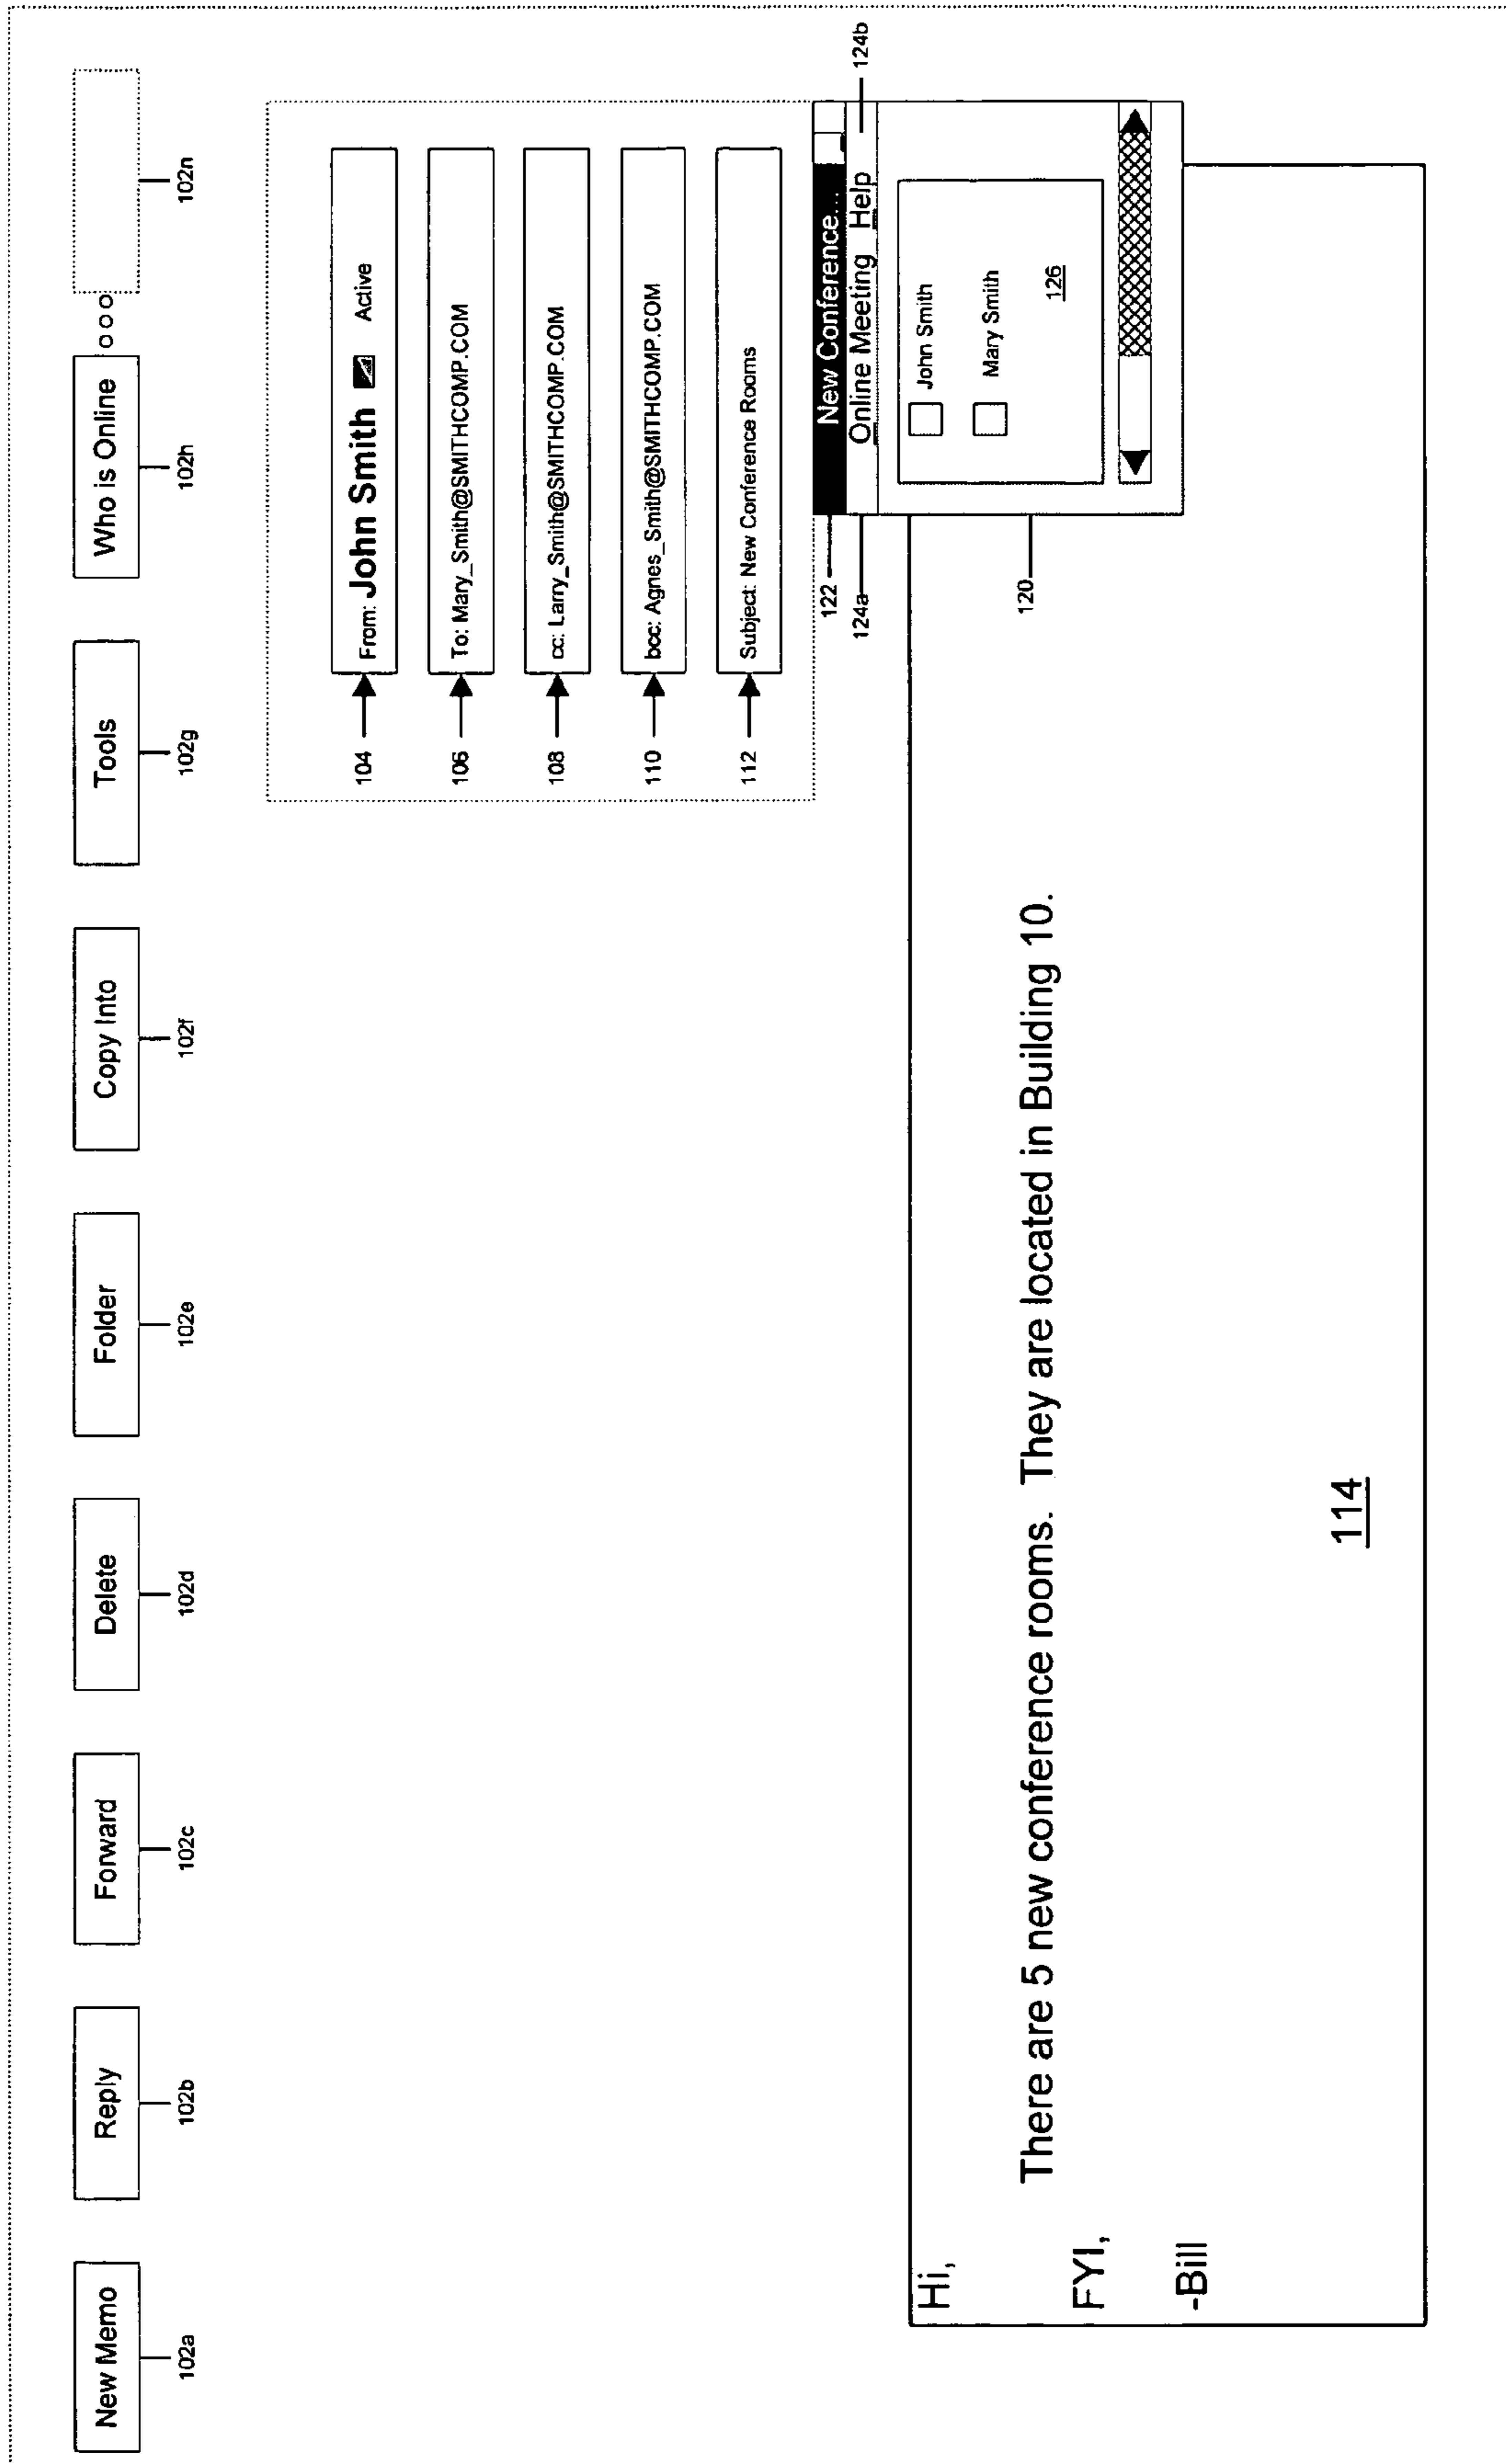 New Memo
Reply
Forward
Delete
Folder
Copy Into
Tools
Who is Online
102a
102b
102c
102d
102e
102f
102g
102h
102n
104
From: John Smith Active
106
To: Mary_Smith@SMITHCOMP.COM
108
cc: Larry_Smith@SMITHCOMP.COM
110
bcc: Agnes_Smith@SMITHCOMP.COM
112
Subject: New Conference Rooms
122
New Conference...
124a
Online Meeting Help
124b
John Smith
Mary Smith
126
120
Hi,
There are 5 new conference rooms. They are located in Building 10.
FYI,
-Bill
114